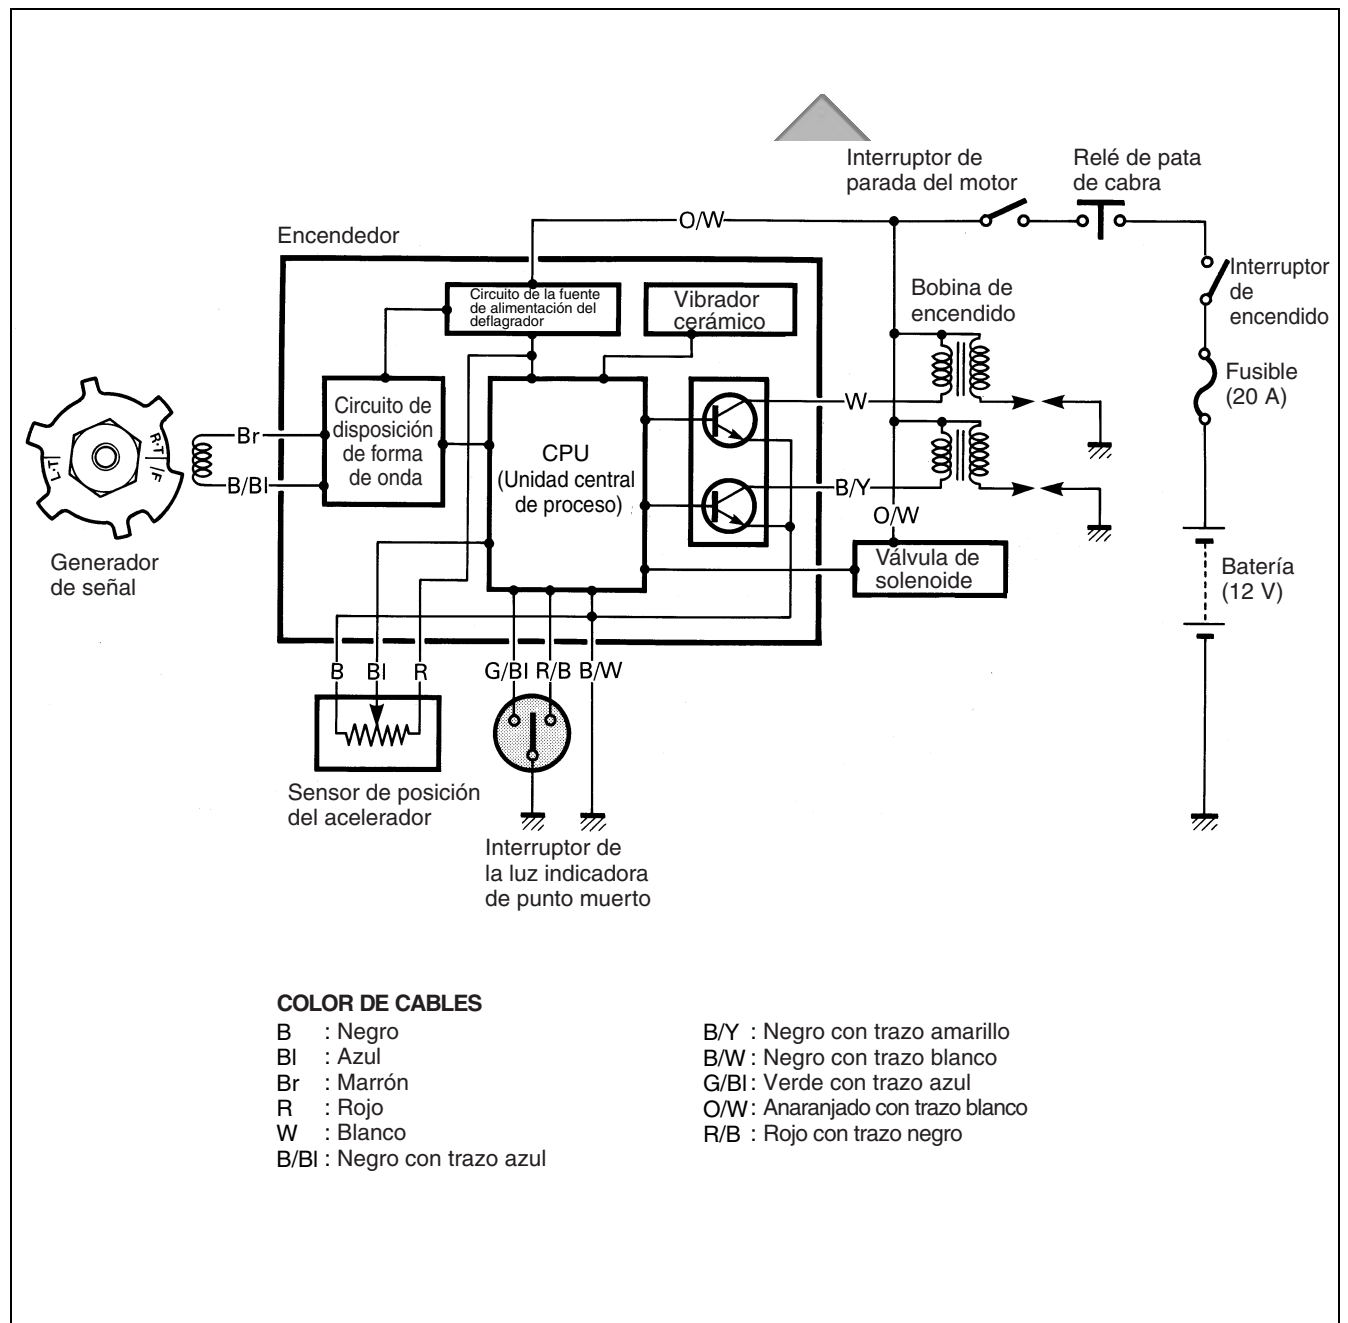 Interruptor de
parada del motor
Relé de pata
de cabra
O/W
Encendedor
Interruptor
de
encendido
Circuito de la fuente
de alimentación del
deflagrador
Vibrador
cerámico
Bobina de
encendido
Fusible
(20 A)
Circuito de
disposición
de forma
de onda
CPU
(Unidad central
de proceso)
W
Br
B/Bl
R·T
/F
L·T
B/Y
O/W
Generador
de señal
Válvula de
solenoide
Batería
(12 V)
B
Bl
R
G/Bl
R/B
B/W
Sensor de posición
del acelerador
Interruptor de
la luz indicadora
de punto muerto
COLOR DE CABLES
B : Negro
Bl : Azul
Br : Marrón
R : Rojo
W : Blanco
B/Bl : Negro con trazo azul
B/Y : Negro con trazo amarillo
B/W : Negro con trazo blanco
G/Bl : Verde con trazo azul
O/W : Anaranjado con trazo blanco
R/B : Rojo con trazo negro